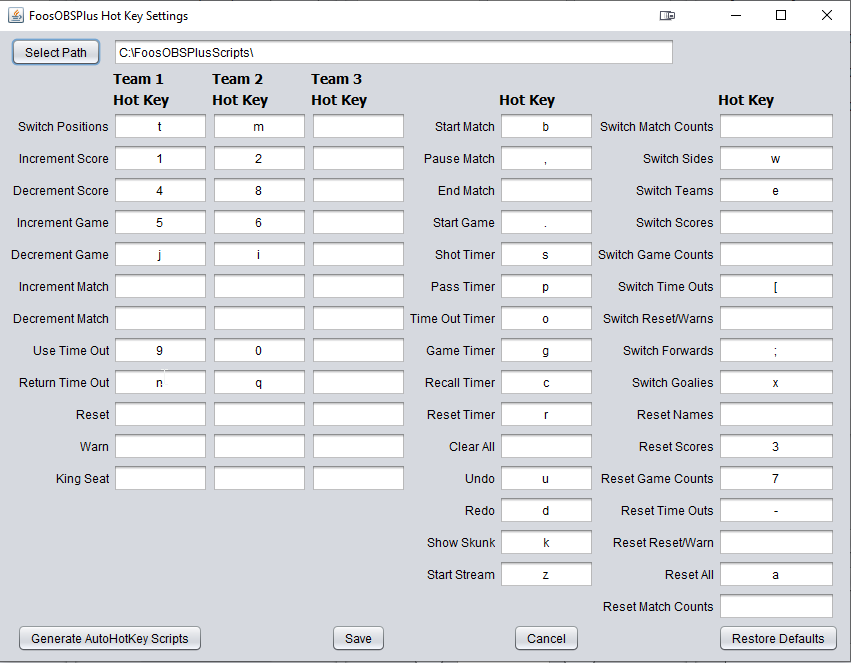 FoosOBSPlus Hot Key Settings
Select Path C:\FoosOBSPlusScripts\
Team 1 Team 2 Team 3
Hot Key Hot Key Hot Key Hot Key Hot Key
Switch Positions t m Start Match b Switch Match Counts
Increment Score 1 2 Pause Match , Switch Sides w
Decrement Score 4 8 End Match Switch Teams e
Increment Game 5 6 Start Game . Switch Scores
Decrement Game j i Shot Timer s Switch Game Counts
Increment Match Pass Timer p Switch Time Outs [
Decrement Match Time Out Timer o Switch Reset/Warns
Use Time Out 9 0 Game Timer g Switch Forwards ;
Return Time Out n q Recall Timer c Switch Goalies x
Reset Reset Timer r Reset Names
Warn Clear All Reset Scores 3
King Seat Undo u Reset Game Counts 7
Redo d Reset Time Outs -
Show Skunk k Reset Reset/Warn
Start Stream z Reset All a
Reset Match Counts
Generate AutoHotKey Scripts Save Cancel Restore Defaults